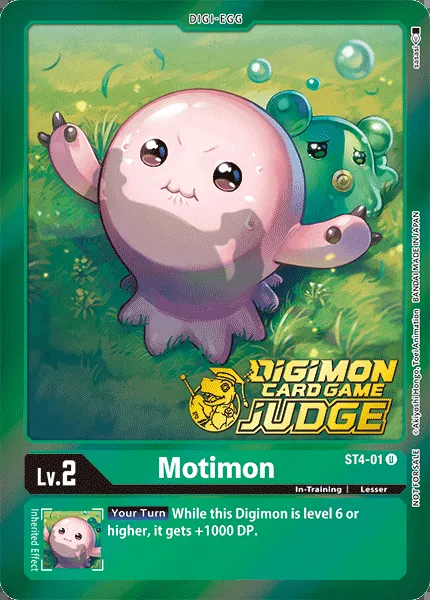 DIGI-EGG
sasasi
DIGIMON
CARD GAME
JUDGE
Lv.2
Motimon
ST4-01 U
In-Training | Lesser
Inherited Effect
Your Turn While this Digimon is level 6 or
higher, it gets +1000 DP.
NOT FOR SALE
©Akiyoshi Hongo, Toei Animation BANDAI MADE IN JAPAN